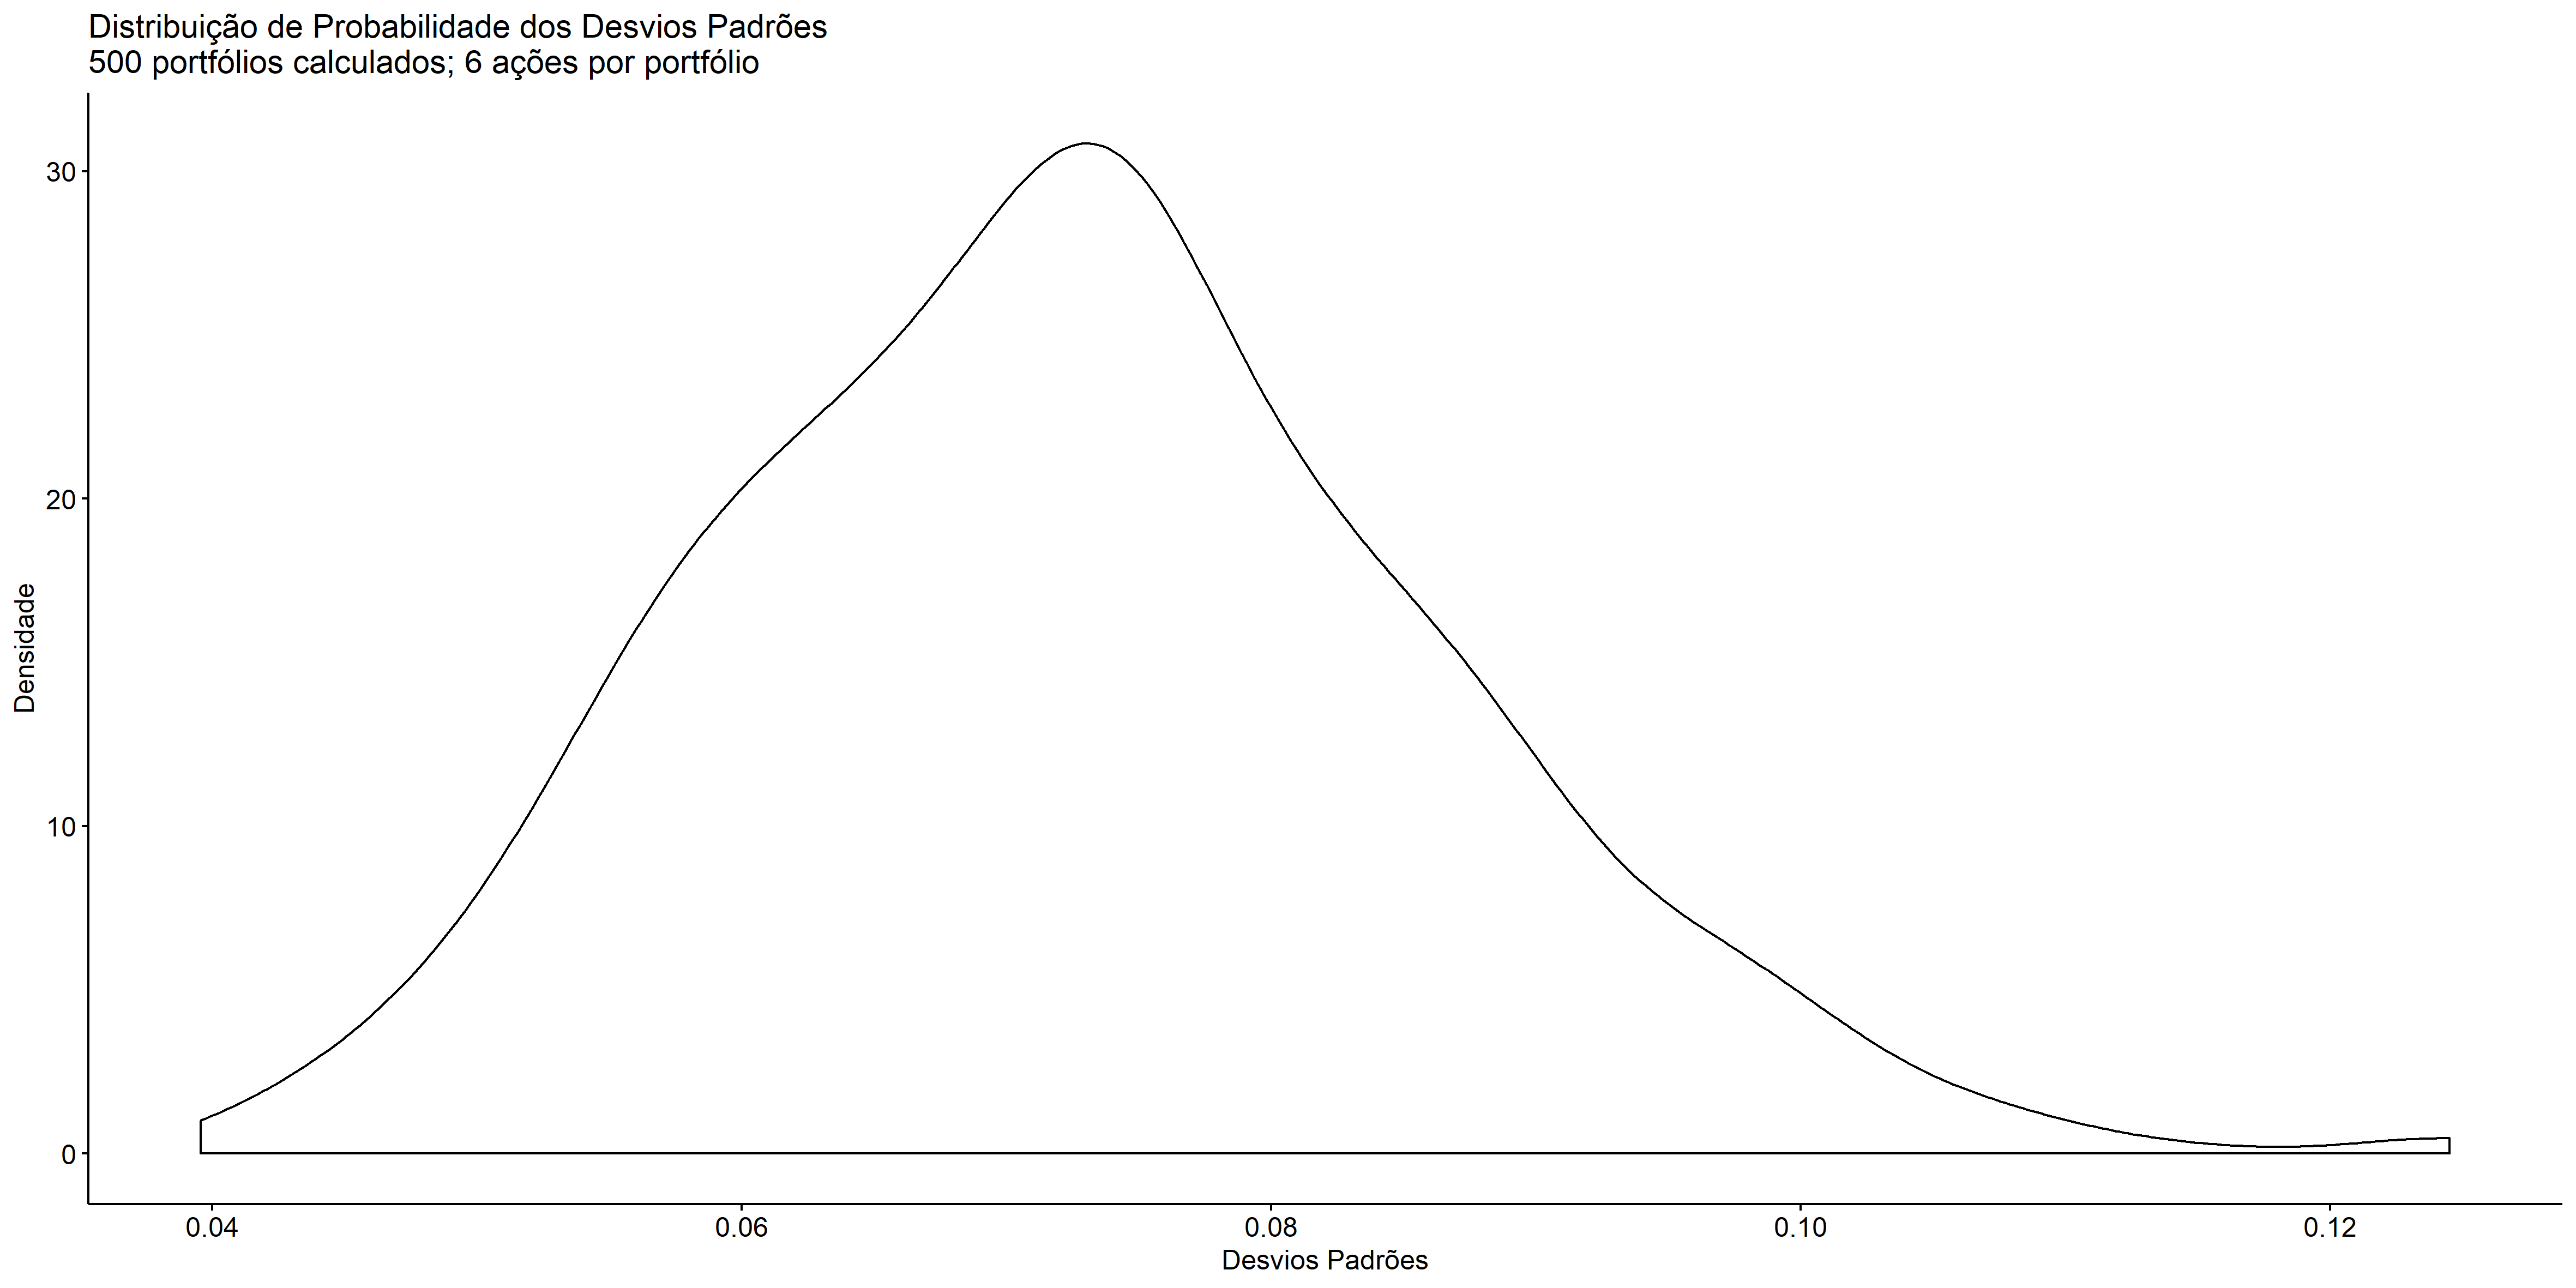 Distribuição de Probabilidade dos Desvios Padrões
500 portfólios calculados; 6 ações por portfólio
30
20
10
0
Densidade
0.04 0.06 0.08 0.10 0.12
Desvios Padrões